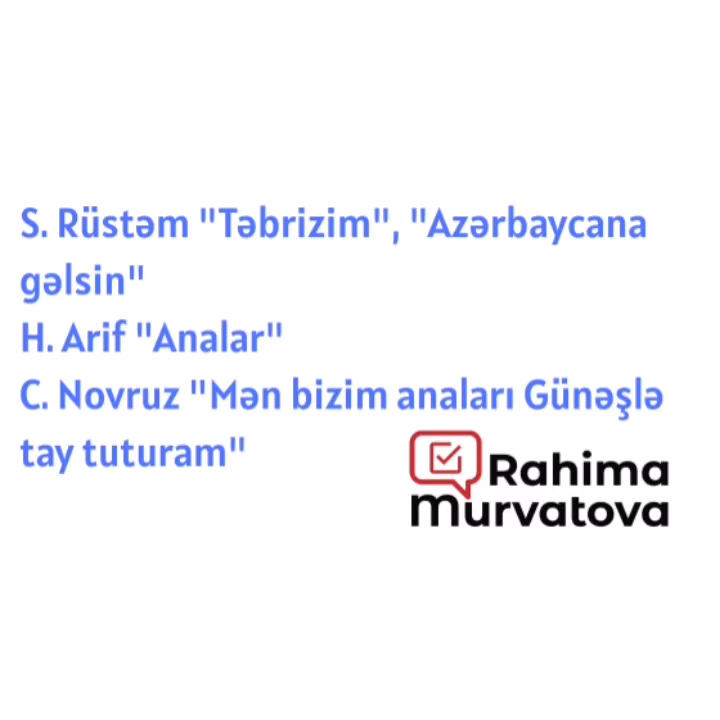 S. Rüstəm "Təbrizim", "Azərbaycana
gəlsin"
H. Arif "Analar"
C. Novruz "Mən bizim anaları Günəşlə
tay tuturam"
Rahima
Murvatova